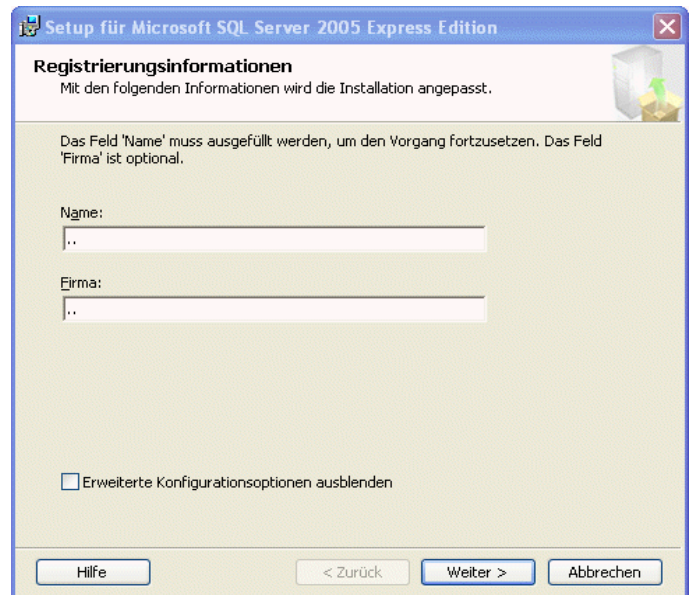 Setup für Microsoft SQL Server 2005 Express Edition
Registrierungsinformationen
Mit den folgenden Informationen wird die Installation angepasst.
Das Feld 'Name' muss ausgefüllt werden, um den Vorgang fortzusetzen. Das Feld
'Firma' ist optional.
Name:
..
Firma:
..
Erweiterte Konfigurationsoptionen ausblenden
Hilfe
< Zurück
Weiter >
Abbrechen